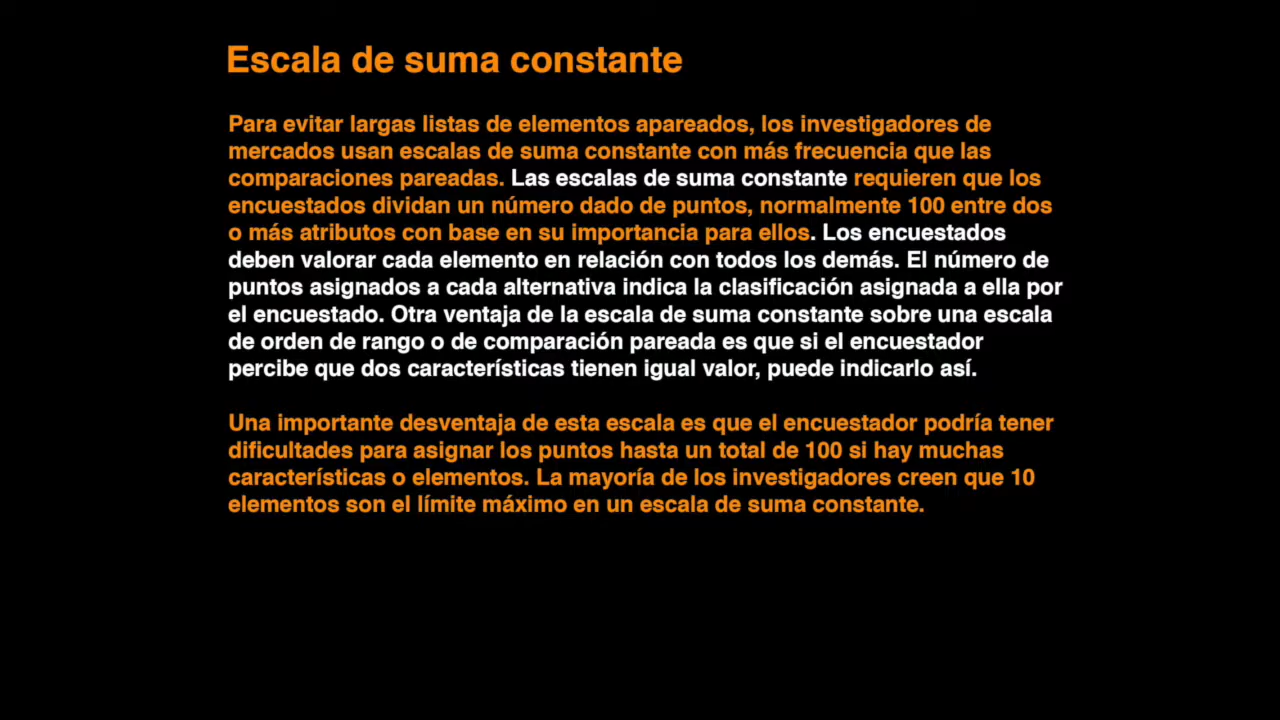 Escala de suma constante
Para evitar largas listas de elementos apareados, los investigadores de
mercados usan escalas de suma constante con más frecuencia que las
comparaciones pareadas. Las escalas de suma constante requieren que los
encuestados dividan un número dado de puntos, normalmente 100 entre dos
o más atributos con base en su importancia para ellos. Los encuestados
deben valorar cada elemento en relación con todos los demás. El número de
puntos asignados a cada alternativa indica la clasificación asignada a ella por
el encuestado. Otra ventaja de la escala de suma constante sobre una escala
de orden de rango o de comparación pareada es que si el encuestador
percibe que dos características tienen igual valor, puede indicarlo así.
Una importante desventaja de esta escala es que el encuestador podría tener
dificultades para asignar los puntos hasta un total de 100 si hay muchas
características o elementos. La mayoría de los investigadores creen que 10
elementos son el límite máximo en un escala de suma constante.